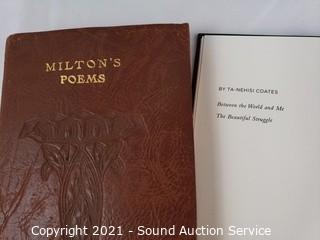 MILTON'S
POEMS
BY TA-NEHISI COATES
Between the World and Me
The Beautiful Struggle
Copyright 2021 - Sound Auction Service